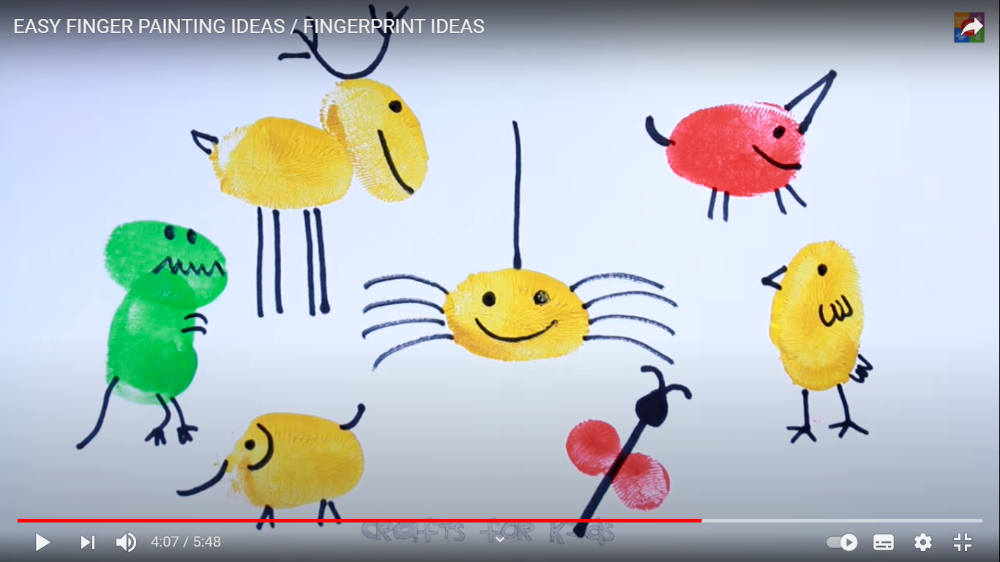 EASY FINGER PAINTING IDEAS / FINGERPRINT IDEAS
CRAFTS FOR KIDS
4:07 / 5:48